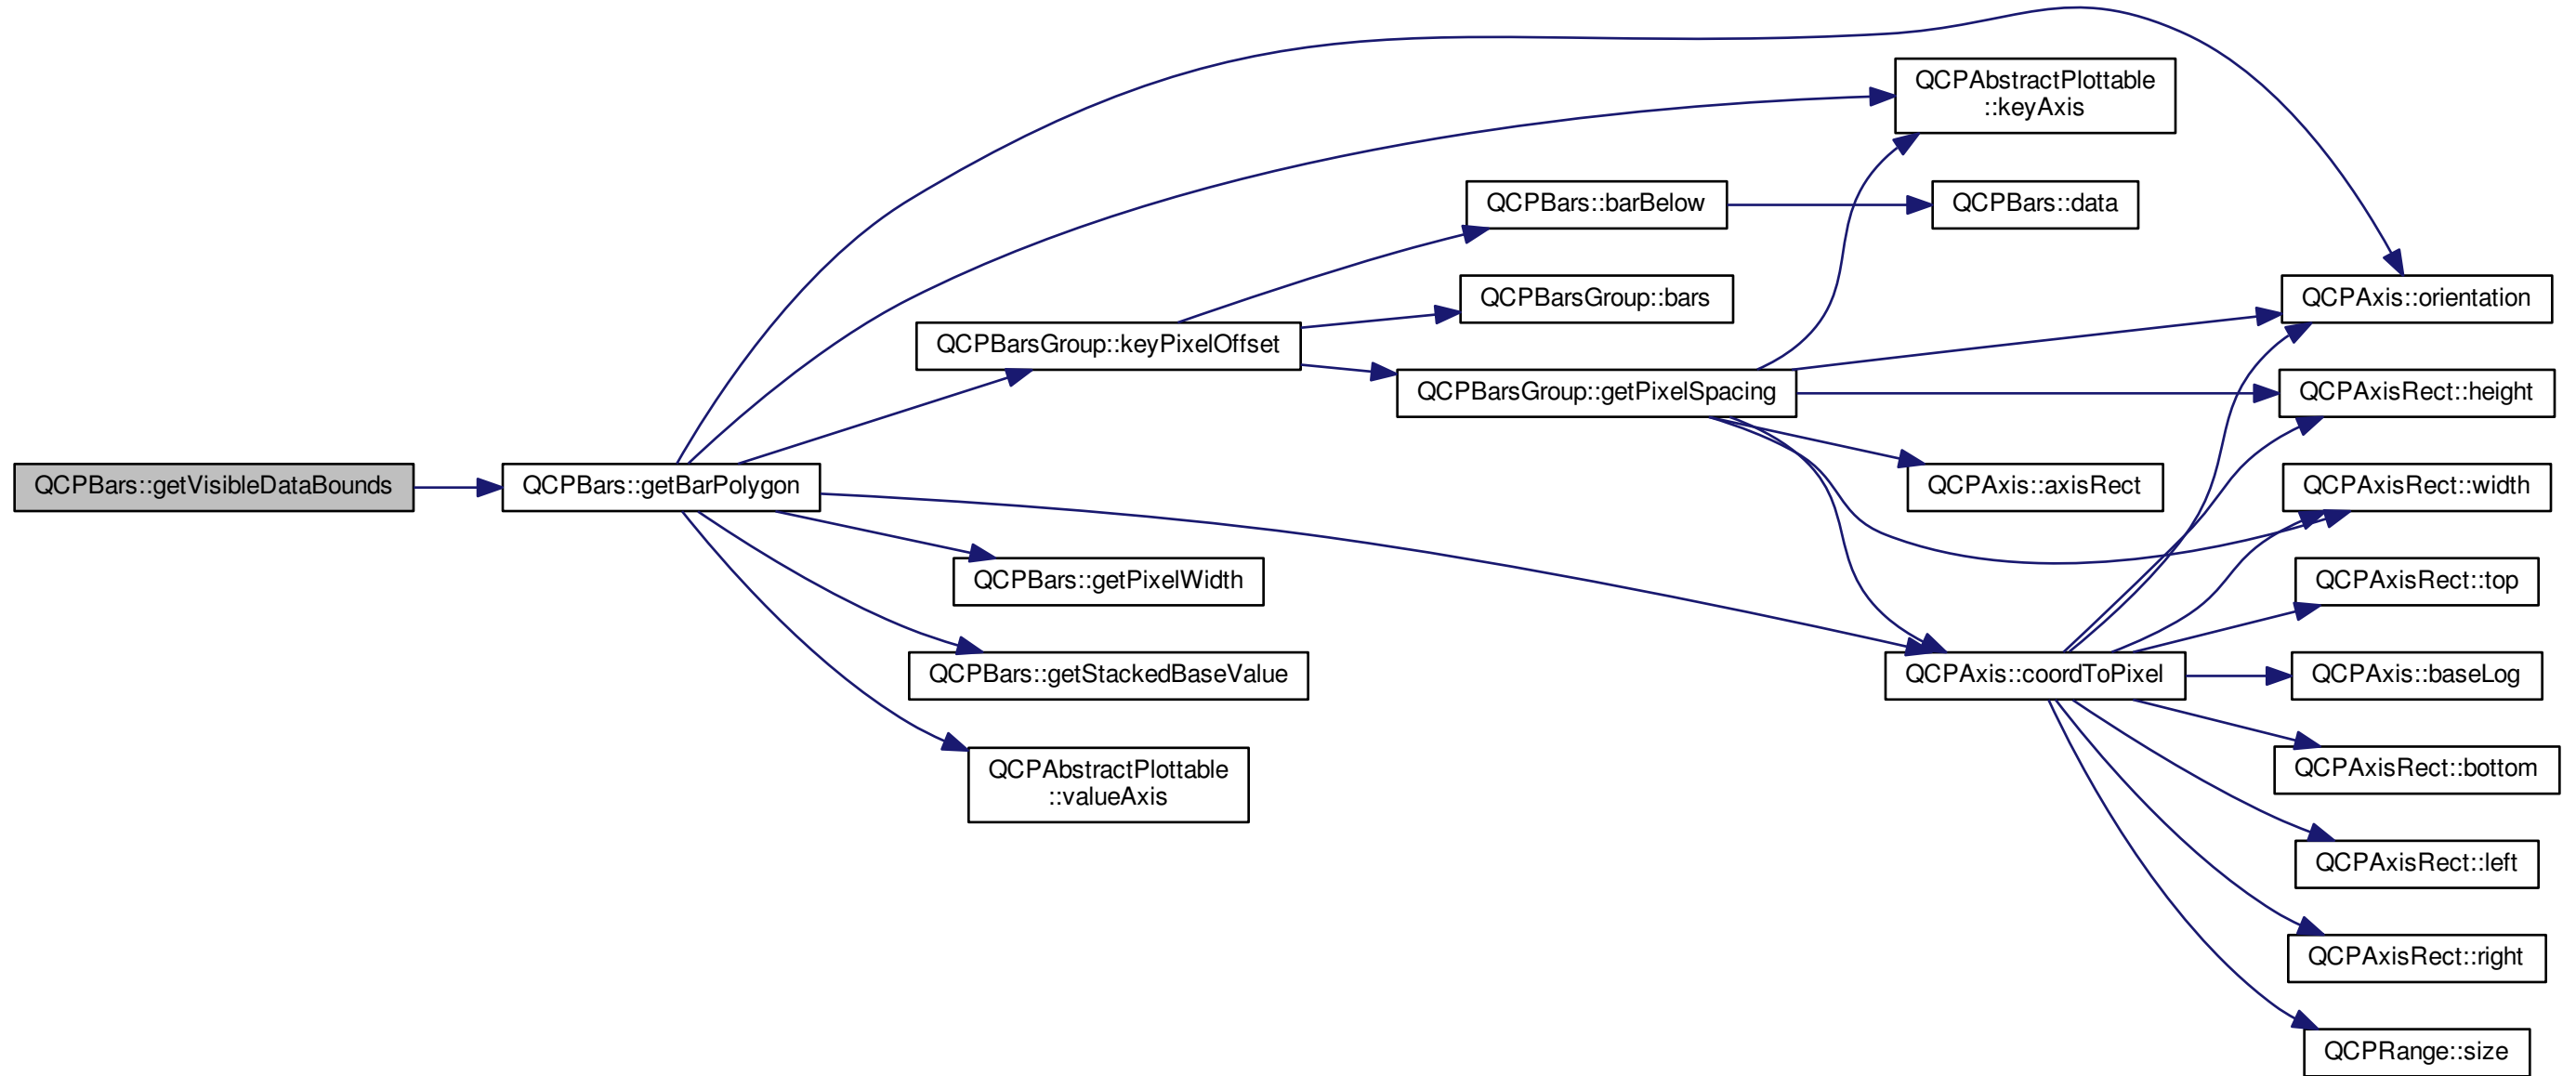 QCPBars::getVisibleDataBounds
QCPBars::getBarPolygon
QCPBarsGroup::keyPixelOffset
QCPBars::getPixelWidth
QCPBars::getStackedBaseValue
QCPAbstractPlottable
::valueAxis
QCPBars::barBelow
QCPBarsGroup::bars
QCPBarsGroup::getPixelSpacing
QCPAbstractPlottable
::keyAxis
QCPBars::data
QCPAxis::axisRect
QCPAxis::coordToPixel
QCPAxis::orientation
QCPAxisRect::height
QCPAxisRect::width
QCPAxisRect::top
QCPAxis::baseLog
QCPAxisRect::bottom
QCPAxisRect::left
QCPAxisRect::right
QCPRange::size